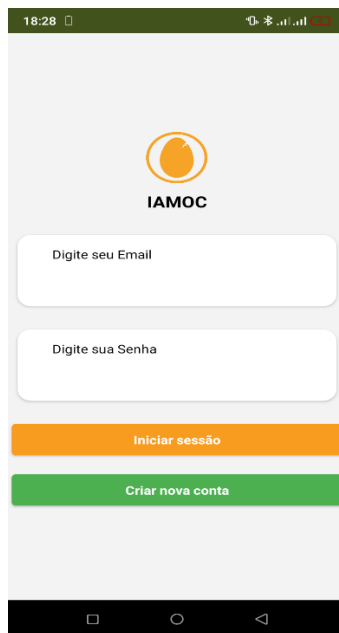 18:28
IAMOC
Digite seu Email
Digite sua Senha
Iniciar sessão
Criar nova conta